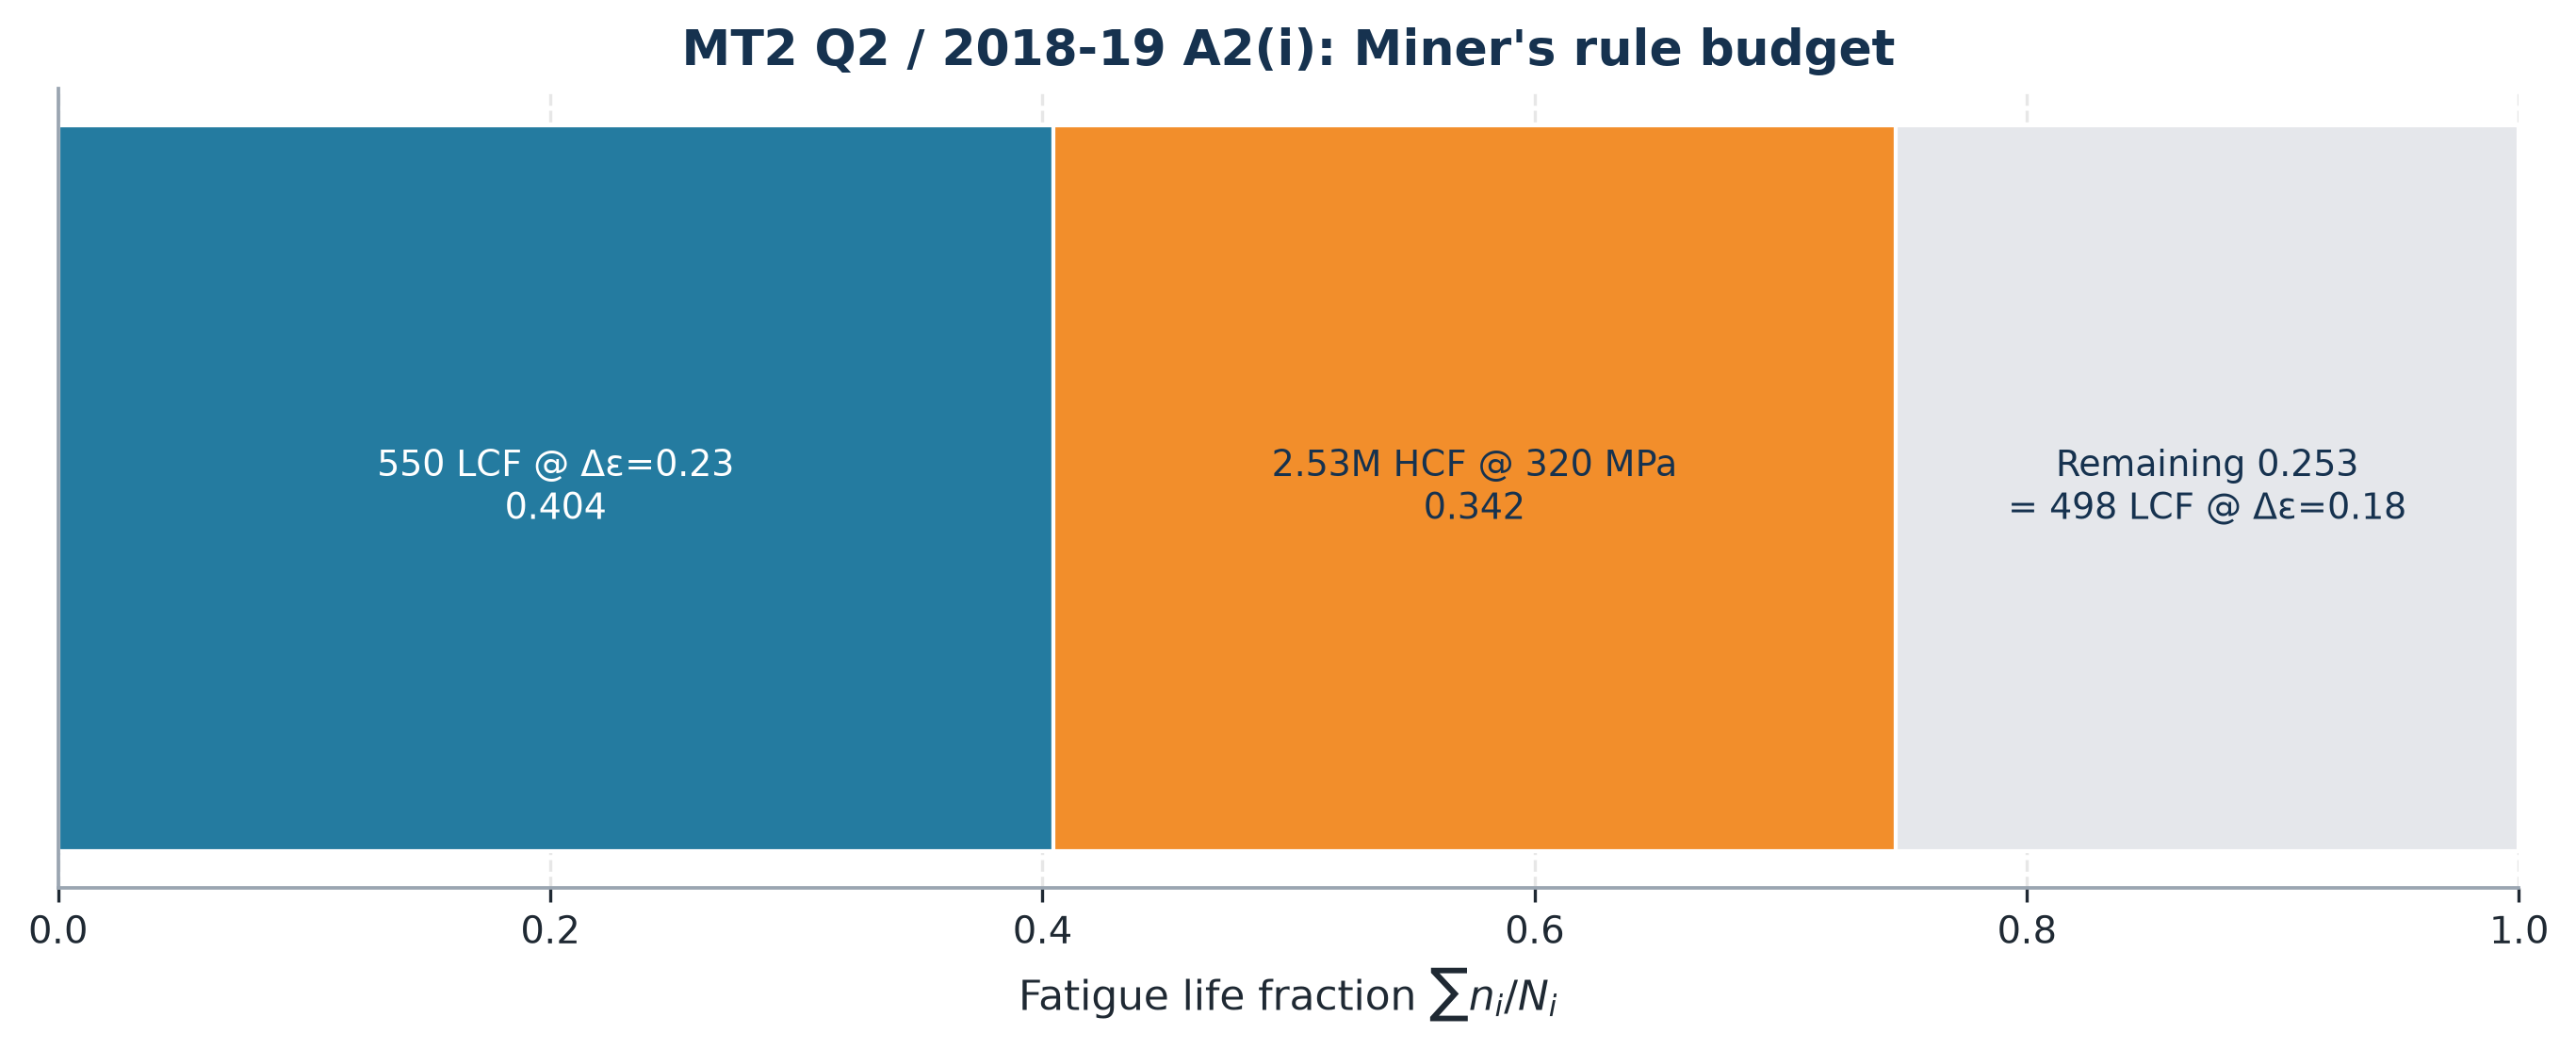 MT2 Q2 / 2018-19 A2(i): Miner's rule budget
550 LCF @ Δε=0.23
0.404
2.53M HCF @ 320 MPa
0.342
Remaining 0.253
= 498 LCF @ Δε=0.18
0.0 0.2 0.4 0.6 0.8 1.0
Fatigue life fraction ∑nᵢ/Nᵢ